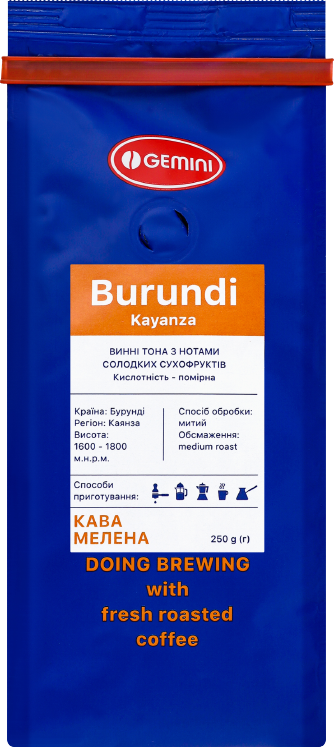 GEMINI
Burundi
Kayanza
ВИННІ ТОНА З НОТАМИ
СОЛОДКИХ СУХОФРУКТІВ
Кислотність - помірна
Країна: Бурунді
Регіон: Каянза
Висота:
1600 - 1800
м.н.р.м.
Спосіб обробки:
митий
Обсмаження:
medium roast
Способи
приготування:
КАВА
МЕЛЕНА
250 g (г)
DOING BREWING
with
fresh roasted
coffee